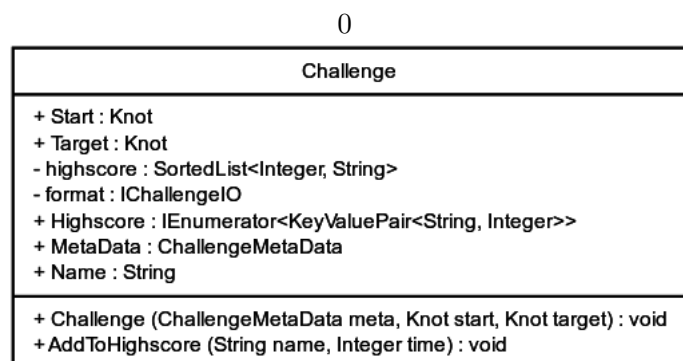 0
Challenge
+ Start : Knot
+ Target : Knot
- highscore : SortedList<Integer, String>
- format : IChallengeIO
+ Highscore : IEnumerator<KeyValuePair<String, Integer>>
+ MetaData : ChallengeMetaData
+ Name : String
+ Challenge (ChallengeMetaData meta, Knot start, Knot target) : void
+AddToHighscore (String name, Integer time) : void